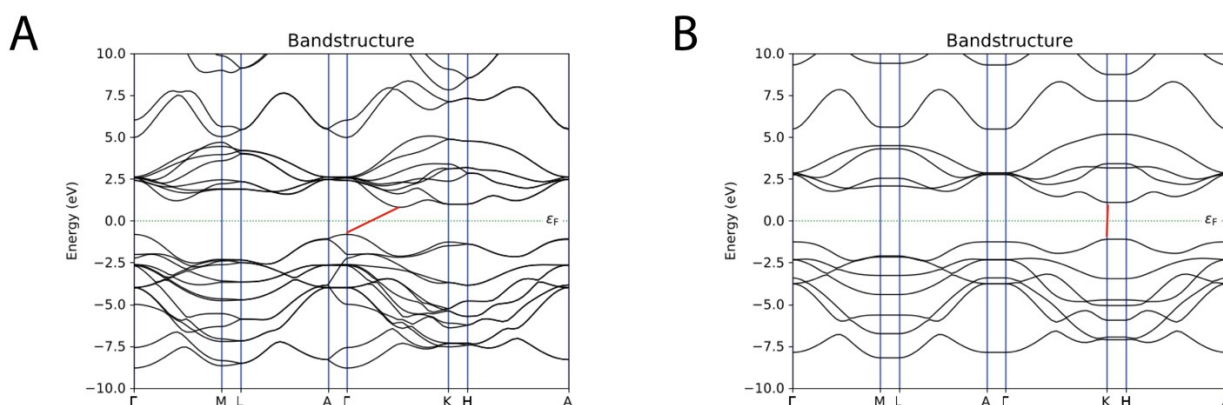 A
Bandstructure
Energy (eV)
10.0
7.5
5.0
2.5
0.0
−2.5
−5.0
−7.5
−10.0
εF
Γ M L A Γ K H A
B
Bandstructure
Energy (eV)
10.0
7.5
5.0
2.5
0.0
−2.5
−5.0
−7.5
−10.0
εF
Γ M L A Γ K H